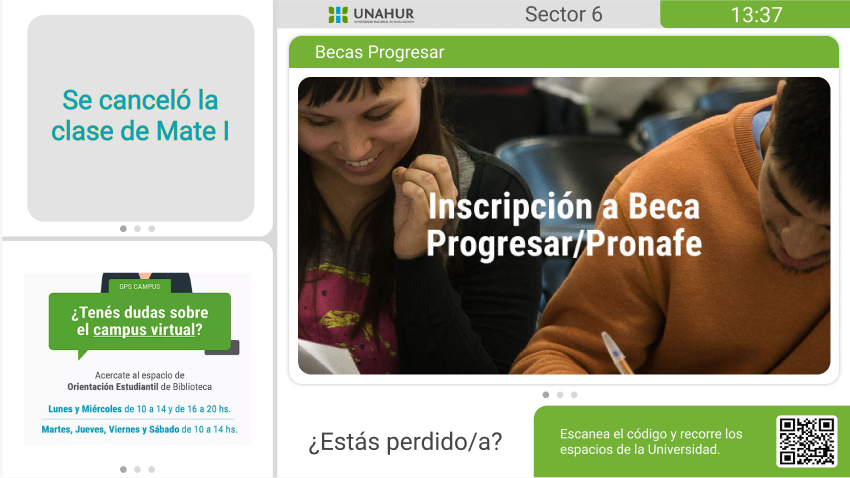 Se canceló la
clase de Mate I
GPS CAMPUS
¿Tenés dudas sobre
el campus virtual?
Acercate al espacio de
Orientación Estudiantil de Biblioteca
Lunes y Miércoles de 10 a 14 y de 16 a 20 hs.
Martes, Jueves, Viernes y Sábado de 10 a 14 hs.
UNAHUR
Sector 6
13:37
Becas Progresar
Inscripción a Beca
Progresar/Pronafe
¿Estás perdido/a?
Escanea el código y recorre los
espacios de la Universidad.